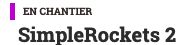 EN CHANTIER
SimpleRockets 2